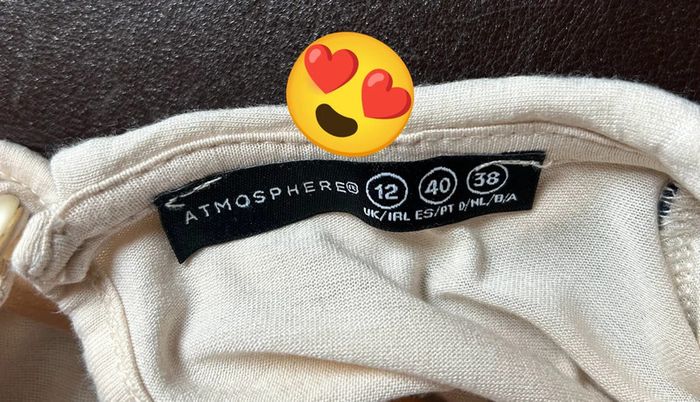 ATMOSPHERE® 12 40 38
UK/IRL ES/PT D/NL/B/A